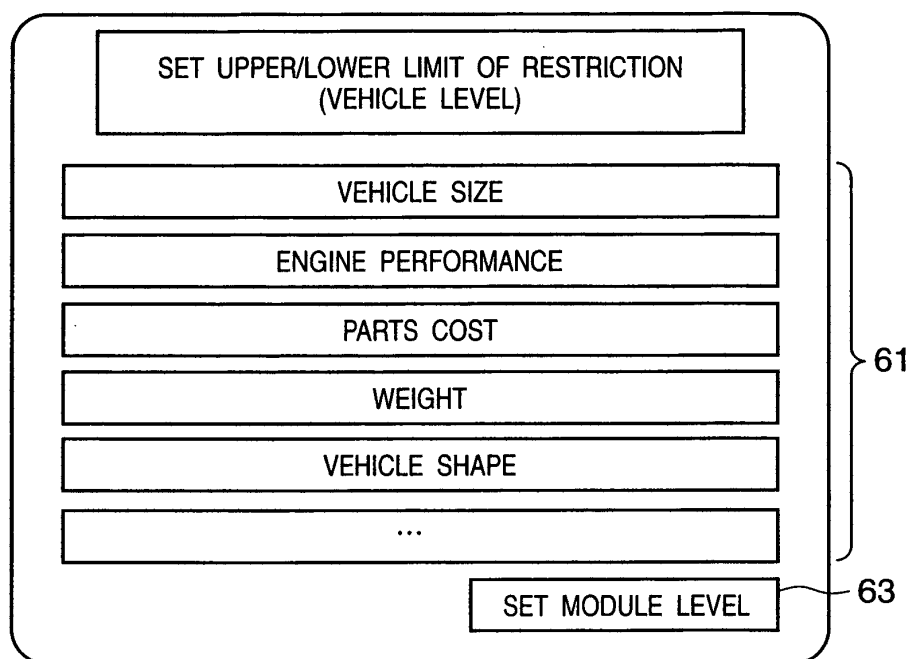 SET UPPER/LOWER LIMIT OF RESTRICTION
(VEHICLE LEVEL)
VEHICLE SIZE
ENGINE PERFORMANCE
PARTS COST
WEIGHT
VEHICLE SHAPE
...
61
SET MODULE LEVEL
63